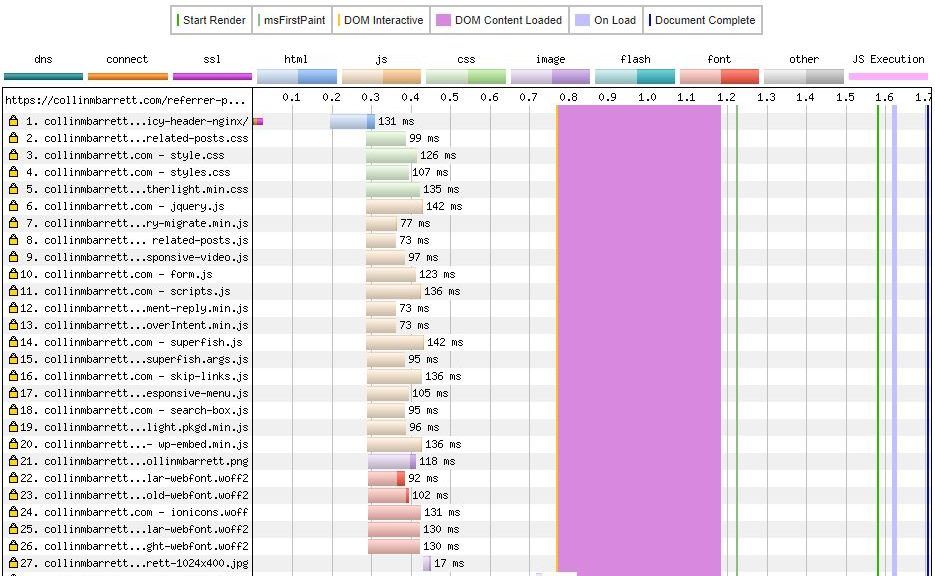 Start Render msFirstPaint DOM Interactive DOM Content Loaded On Load Document Complete
dns connect ssl html js css image flash font other JS Execution
https://collinmbarrett.com/referrer-p... 0.1 0.2 0.3 0.4 0.5 0.6 0.7 0.8 0.9 1.0 1.1 1.2 1.3 1.4 1.5 1.6 1.7
1. collinmbarrett...icy-header-nginx/ 131 ms
2. collinmbarrett...related-posts.css 99 ms
3. collinmbarrett.com - style.css 126 ms
4. collinmbarrett.com - styles.css 107 ms
5. collinmbarrett...therlight.min.css 135 ms
6. collinmbarrett.com - jquery.js 142 ms
7. collinmbarrett...ry-migrate.min.js 77 ms
8. collinmbarrett... related-posts.js 73 ms
9. collinmbarrett...sponsive-video.js 97 ms
10. collinmbarrett.com - form.js 123 ms
11. collinmbarrett.com - scripts.js 136 ms
12. collinmbarrett...ment-reply.min.js 73 ms
13. collinmbarrett...overIntent.min.js 73 ms
14. collinmbarrett.com - superfish.js 142 ms
15. collinmbarrett...superfish.args.js 95 ms
16. collinmbarrett.com - skip-links.js 136 ms
17. collinmbarrett...esponsive-menu.js 105 ms
18. collinmbarrett.com - search-box.js 95 ms
19. collinmbarrett...light.pkgd.min.js 96 ms
20. collinmbarrett...- wp-embed.min.js 136 ms
21. collinmbarrett...ollinmbarrett.png 118 ms
22. collinmbarrett...lar-webfont.woff2 92 ms
23. collinmbarrett...old-webfont.woff2 102 ms
24. collinmbarrett.com - ionicons.woff 131 ms
25. collinmbarrett...lar-webfont.woff2 130 ms
26. collinmbarrett...ght-webfont.woff2 130 ms
27. collinmbarrett...rett-1024x400.jpg 17 ms